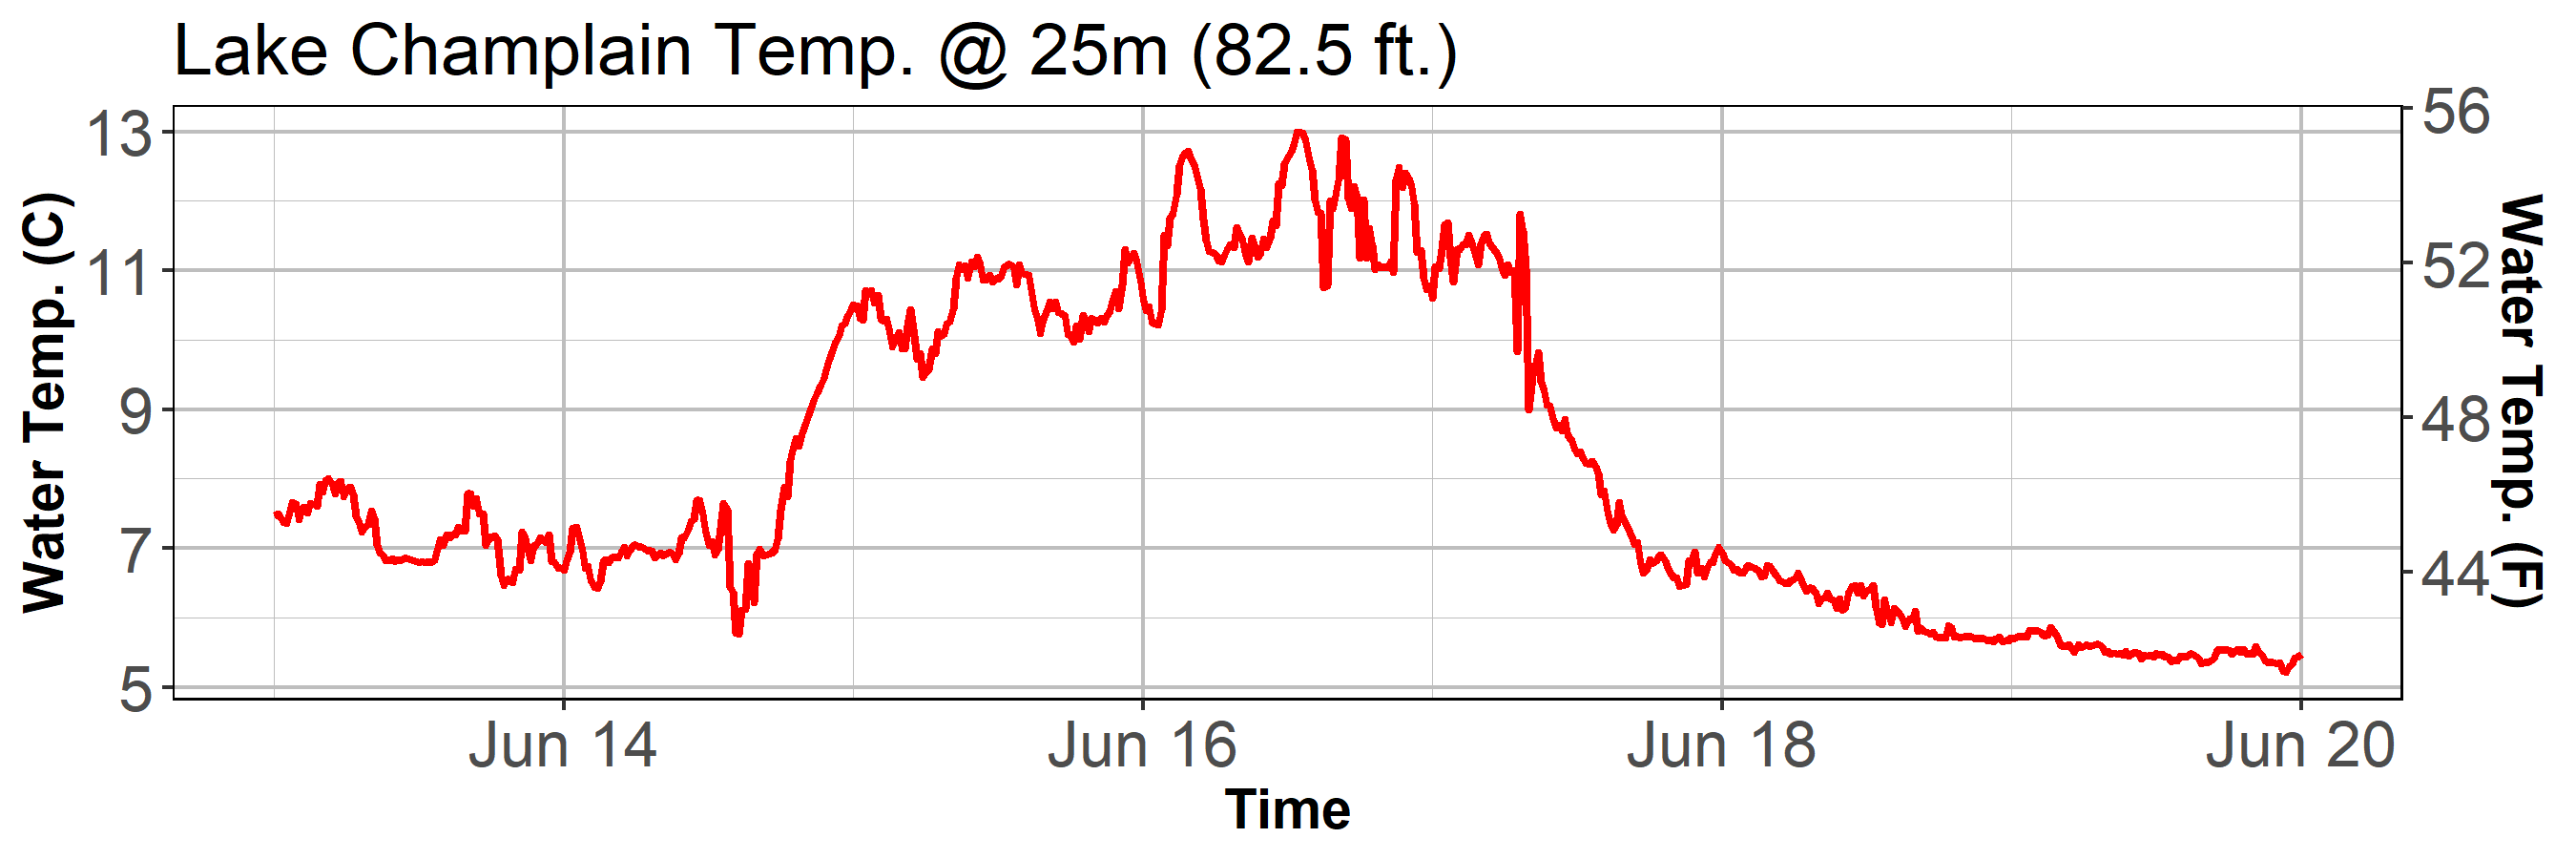 Lake Champlain Temp. @ 25m (82.5 ft.)
Water Temp. (C)
13
11
9
7
5
56
52
48
44
Water Temp. (F)
Jun 14
Jun 16
Jun 18
Jun 20
Time